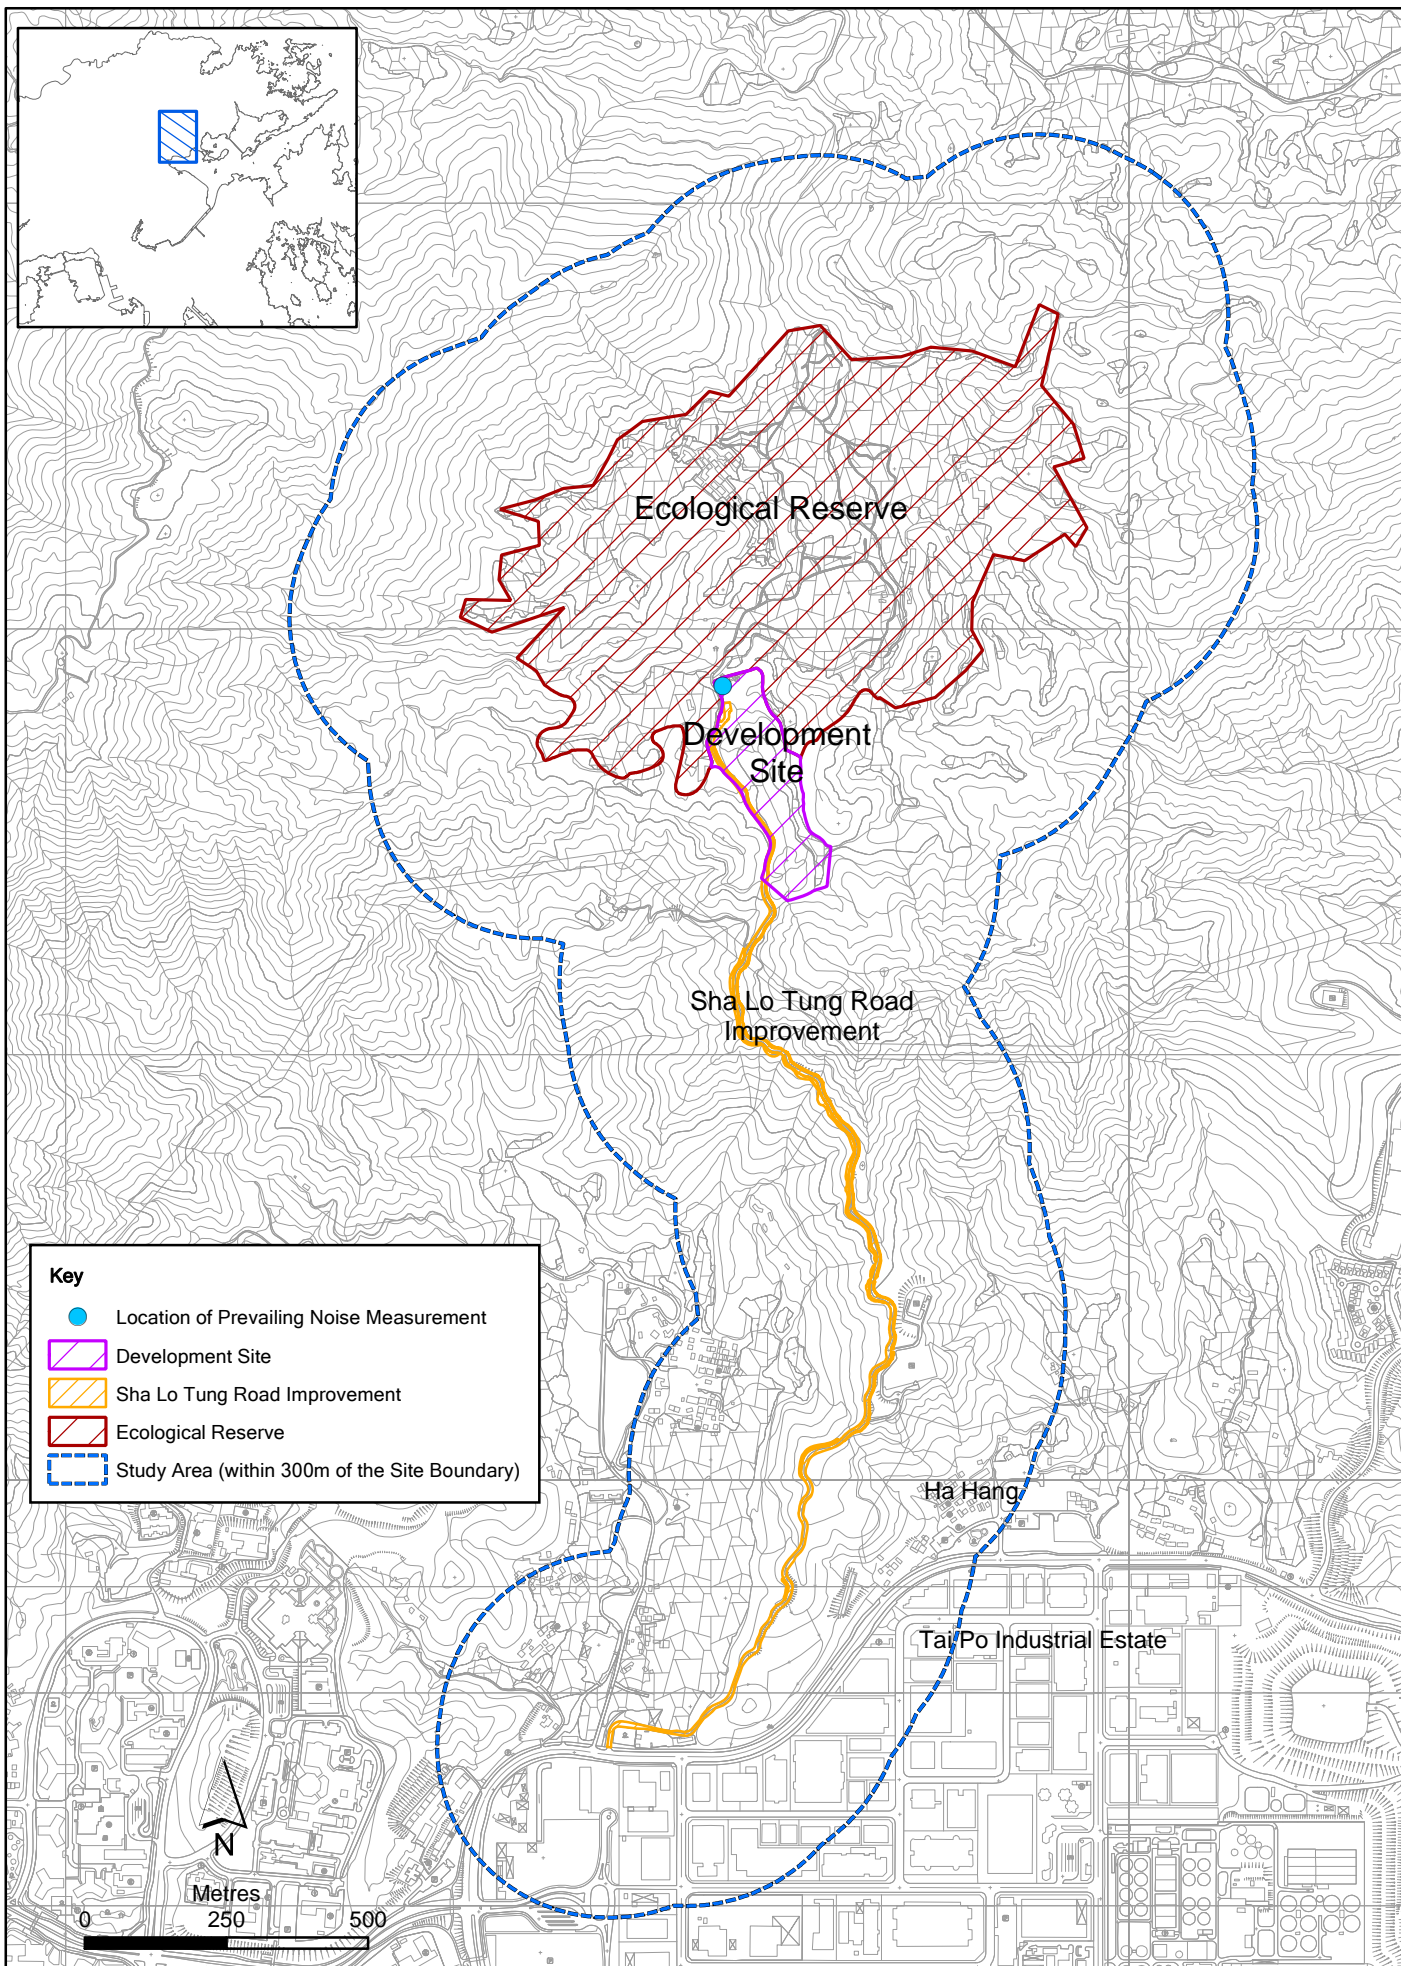 Ecological Reserve
Development
Site
Sha Lo Tung Road
Improvement
Key
Location of Prevailing Noise Measurement
Development Site
Sha Lo Tung Road Improvement
Ecological Reserve
Study Area (within 300m of the Site Boundary)
Ha Hang
Tai Po Industrial Estate
N
Metres
0 250 500